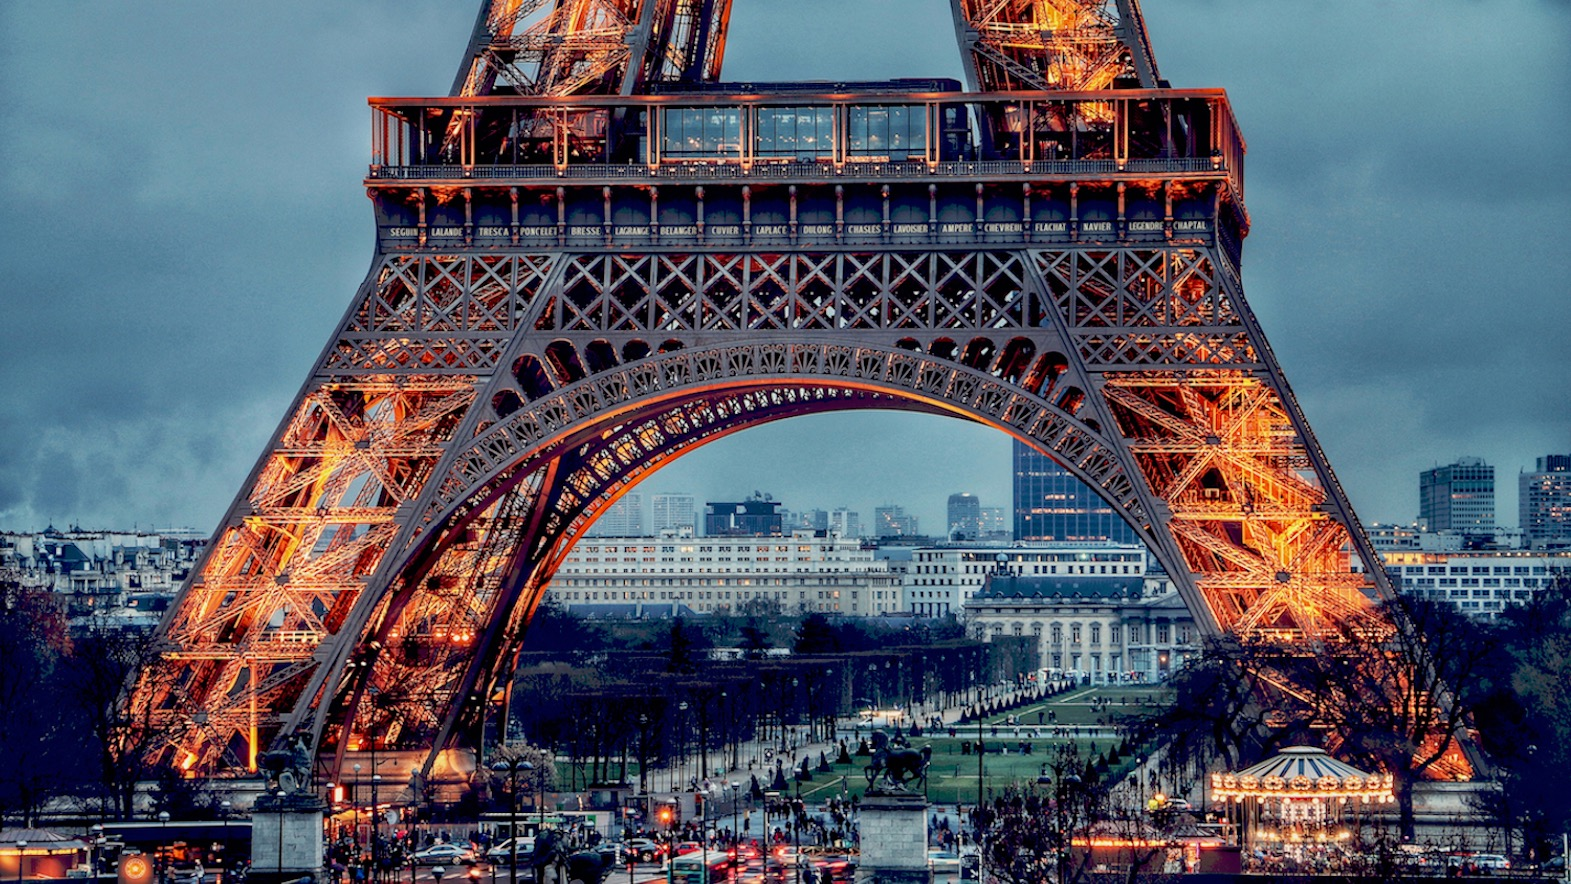 SEGUIN LALANDE TRESCA PONCELET BRESSE LAGRANGE BELANGER CUVIER LAPLACE DULONG CHASLES LAVOISIER AMPERE CHEVREUL FLACHAT NAVIER LEGENDRE CHAPTAL